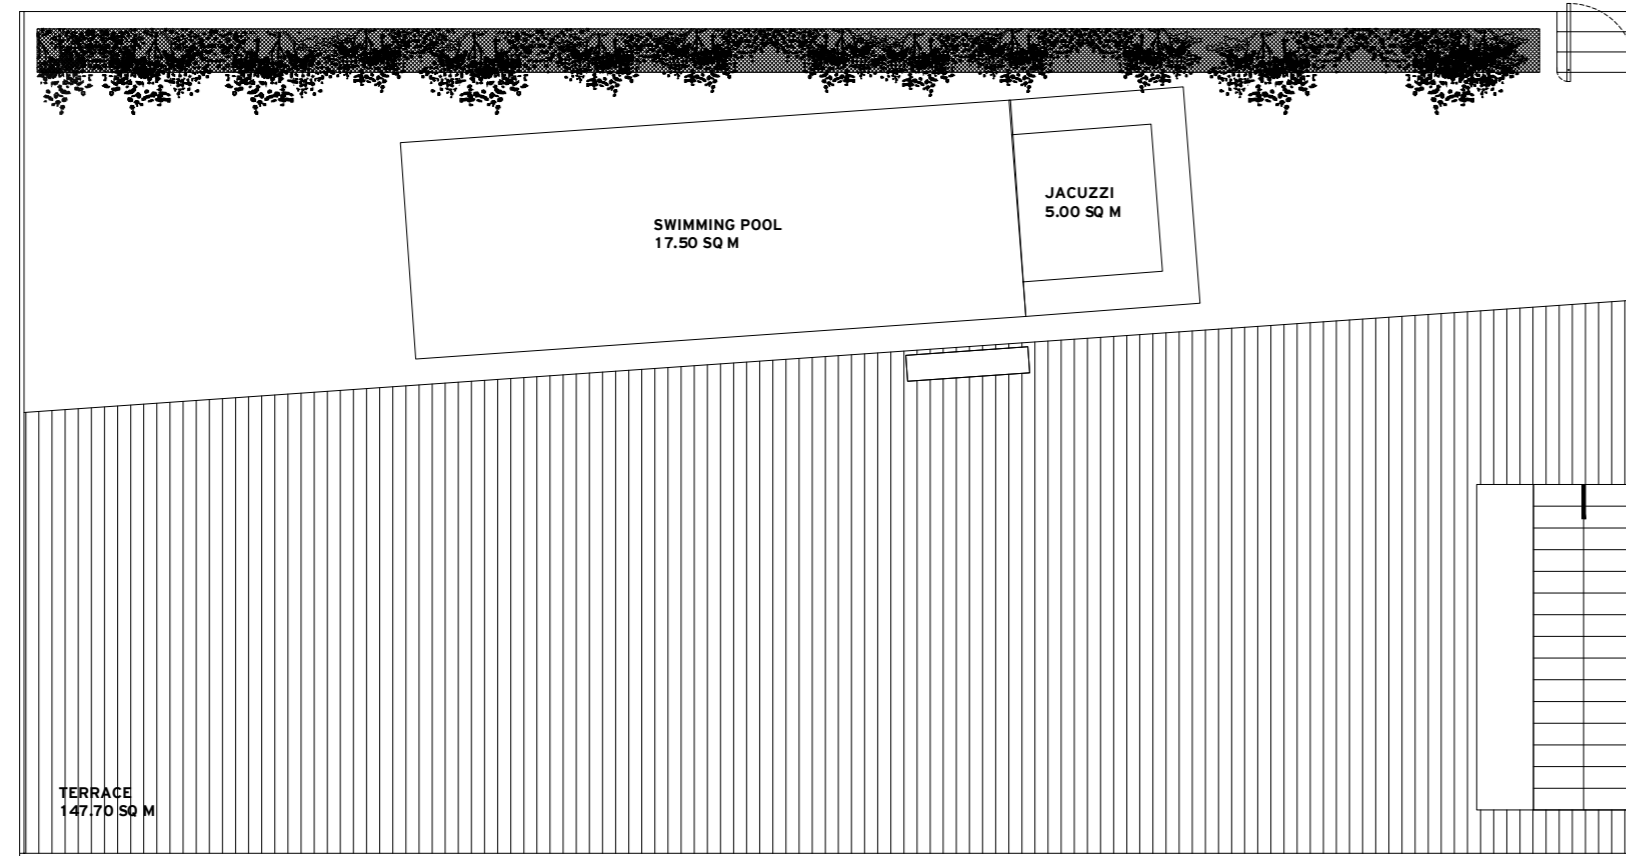 JACUZZI
5.00 SQ M
SWIMMING POOL
17.50 SQ M
TERRACE
147.70 SQ M